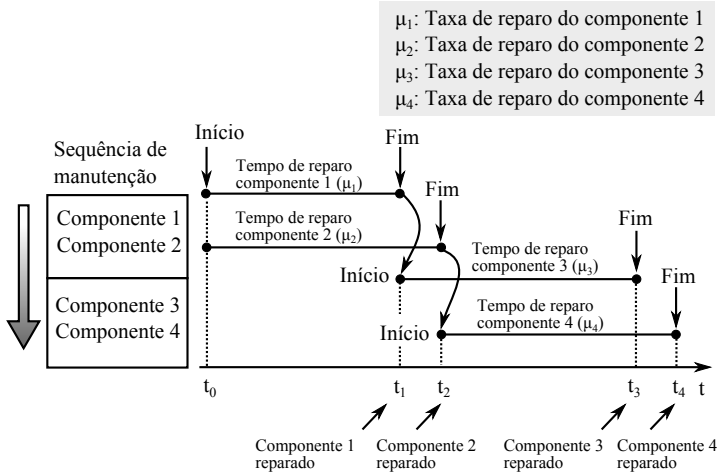 μ1: Taxa de reparo do componente 1
μ2: Taxa de reparo do componente 2
μ3: Taxa de reparo do componente 3
μ4: Taxa de reparo do componente 4
Início
Fim
Sequência de
manutenção
Tempo de reparo
componente 1 (μ1)
Fim
Componente 1
Componente 2
Tempo de reparo
componente 2 (μ2)
Fim
Início
Tempo de reparo
componente 3 (μ3)
Fim
Componente 3
Componente 4
Início
Tempo de reparo
componente 4 (μ4)
t0
t1
t2
t3
t4
t
Componente 1
reparado
Componente 2
reparado
Componente 3
reparado
Componente 4
reparado